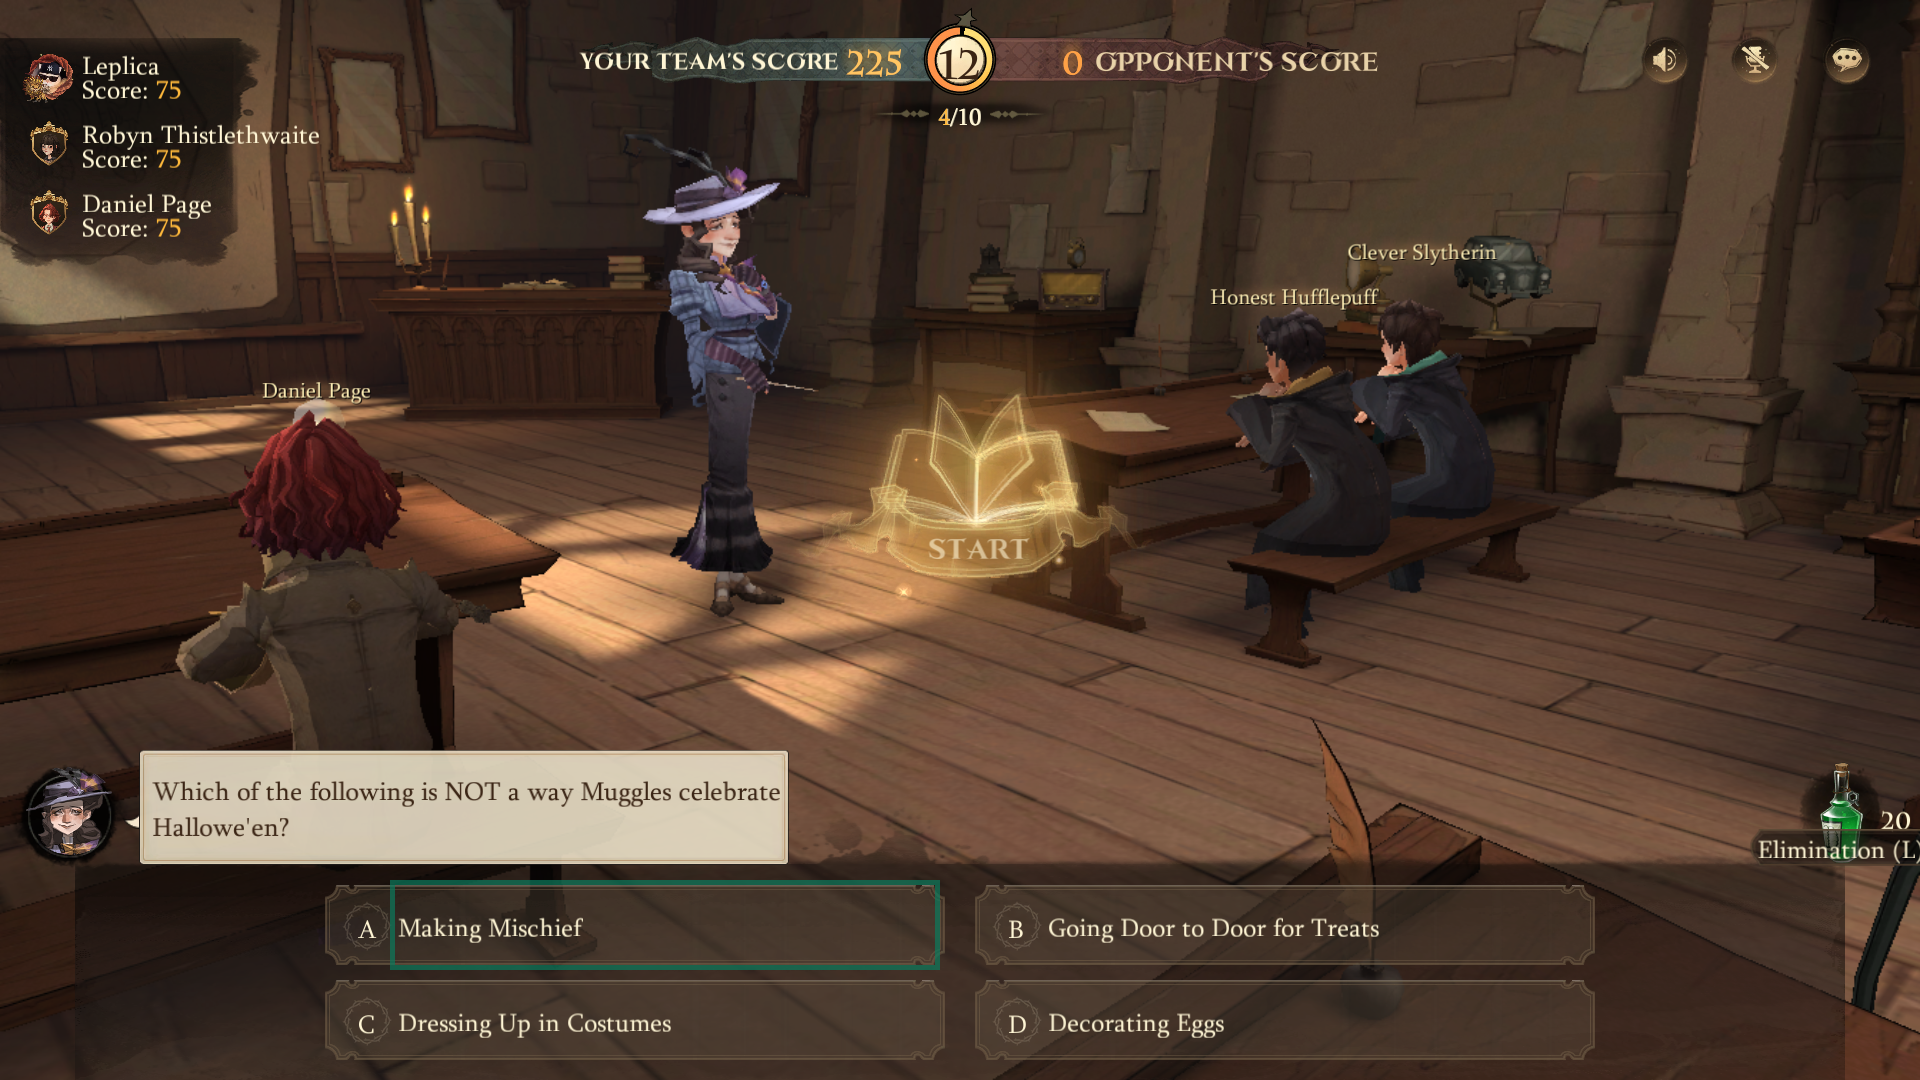 Leplica
Score: 75
Robyn Thistlethwaite
Score: 75
Daniel Page
Score: 75
YOUR TEAM'S SCORE 225
12
0 OPPONENT'S SCORE
4/10
Clever Slytherin
Honest Hufflepuff
Daniel Page
START
Which of the following is NOT a way Muggles celebrate
Hallowe'en?
20
Elimination (L)
A Making Mischief
B Going Door to Door for Treats
C Dressing Up in Costumes
D Decorating Eggs